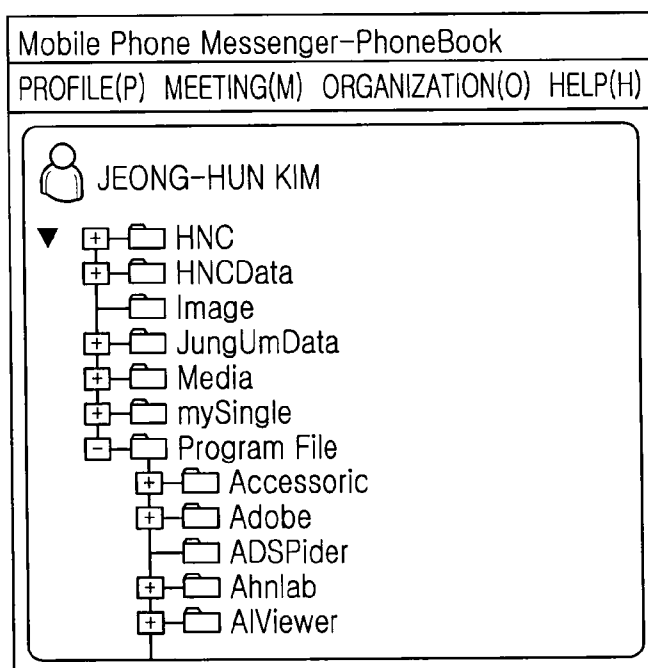 Mobile Phone Messenger-PhoneBook
PROFILE(P) MEETING(M) ORGANIZATION(O) HELP(H)
JEONG-HUN KIM
HNC
HNCData
Image
JungUmData
Media
mySingle
Program File
Accessoric
Adobe
ADSPider
Ahnlab
AlViewer